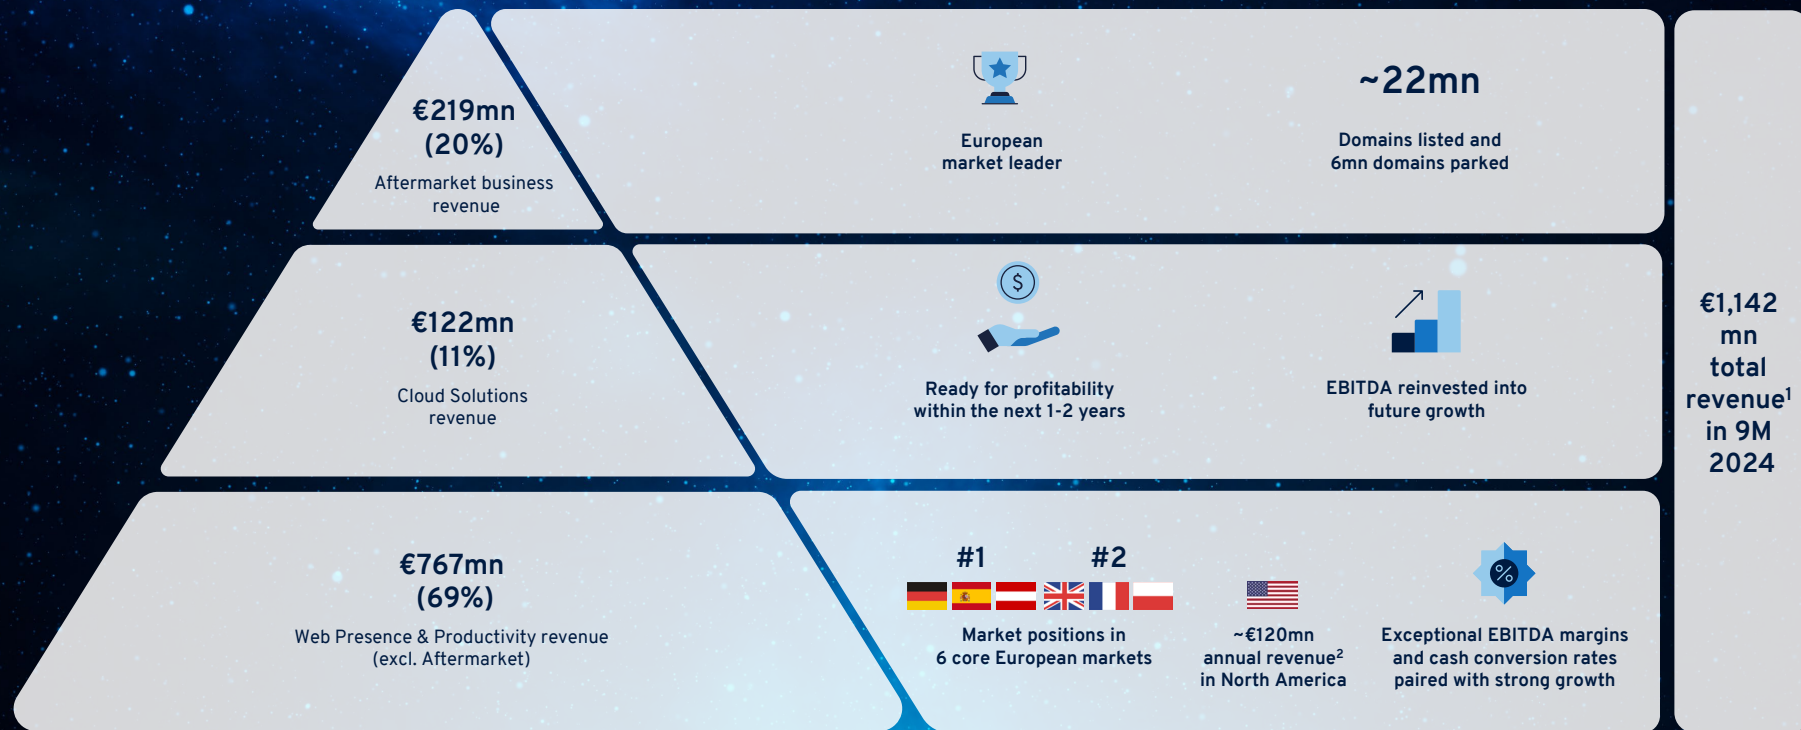 €219mn
(20%)
Aftermarket business
revenue
European
market leader
~22mn
Domains listed and
6mn domains parked
€122mn
(11%)
Cloud Solutions
revenue
$
Ready for profitability
within the next 1-2 years
EBITDA reinvested into
future growth
€767mn
(69%)
Web Presence & Productivity revenue
(excl. Aftermarket)
#1
#2
Market positions in
6 core European markets
~€120mn
annual revenue²
in North America
%
Exceptional EBITDA margins
and cash conversion rates
paired with strong growth
€1,142
mn
total
revenue¹
in 9M
2024